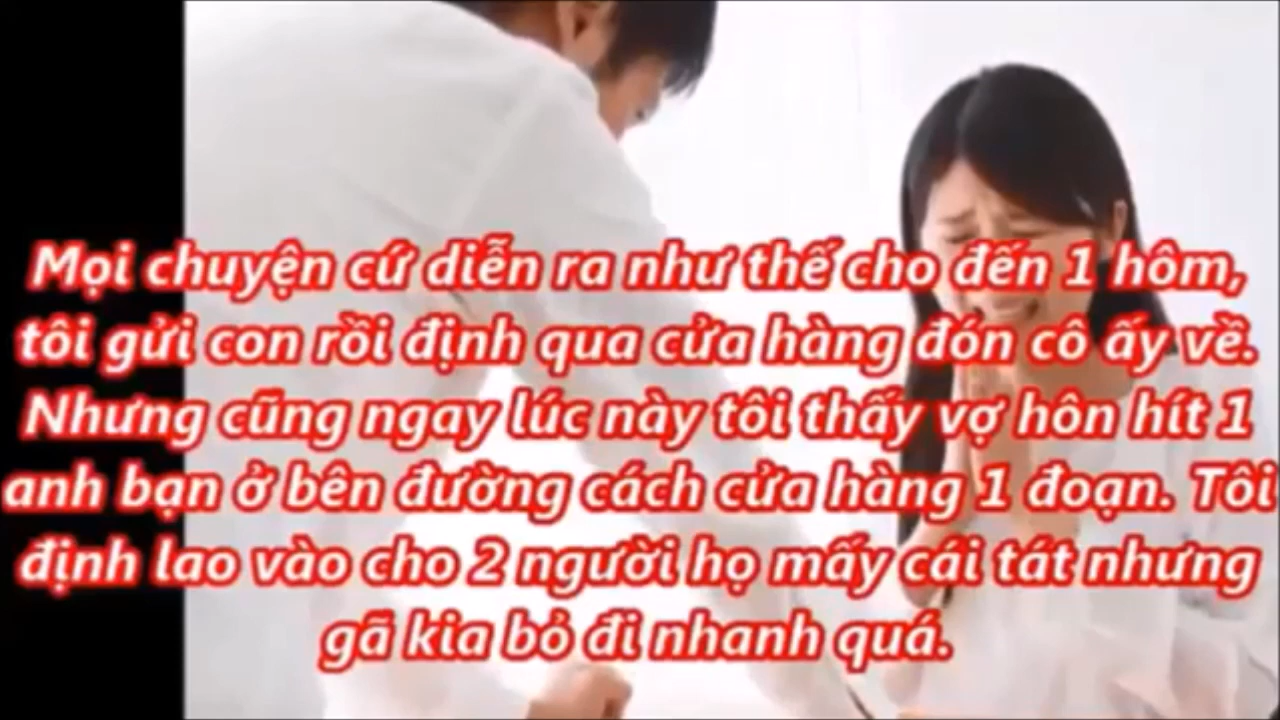 Mọi chuyện cứ diễn ra như thế cho đến 1 hôm,
tôi gửi con rồi định qua cửa hàng đón cô ấy về.
Nhưng cũng ngay lúc này tôi thấy vợ hôn hít 1
anh bạn ở bên đường cách cửa hàng 1 đoạn. Tôi
định lao vào cho 2 người họ mấy cái tát nhưng
gã kia bỏ đi nhanh quá.